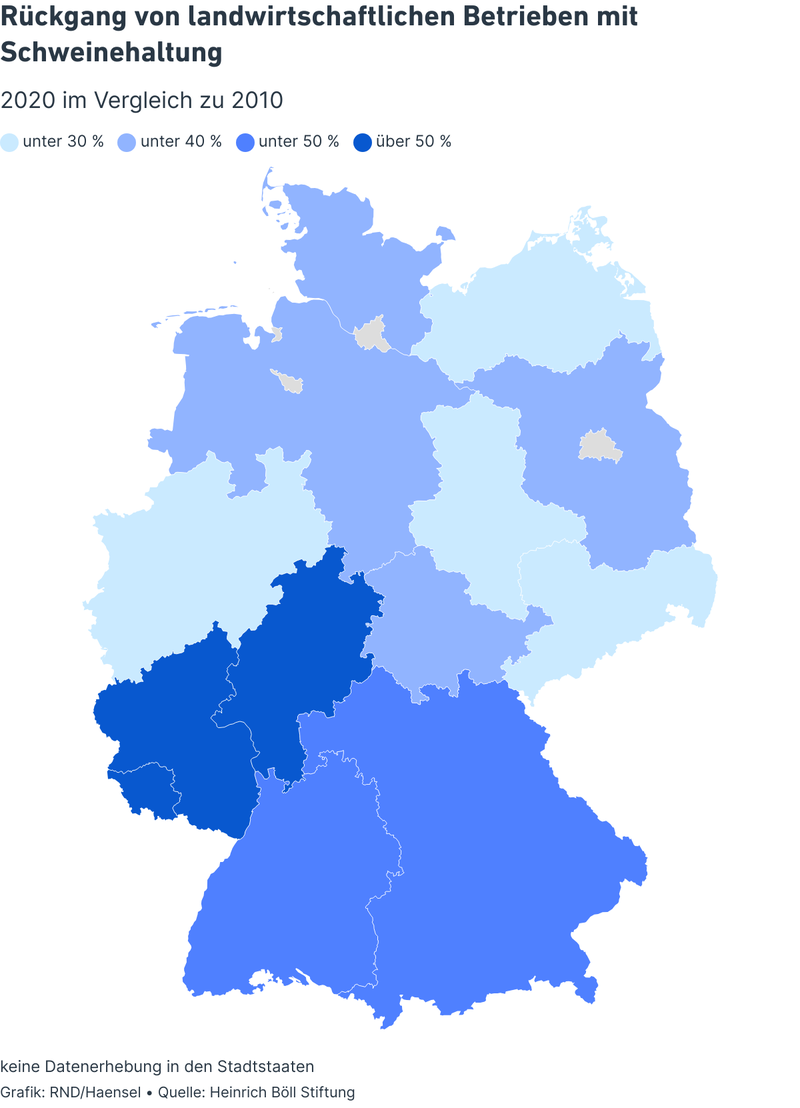 Rückgang von landwirtschaftlichen Betrieben mit
Schweinehaltung
2020 im Vergleich zu 2010
unter 30 % unter 40 % unter 50 % über 50 %
keine Datenerhebung in den Stadtstaaten
Grafik: RND/Haensel • Quelle: Heinrich Böll Stiftung